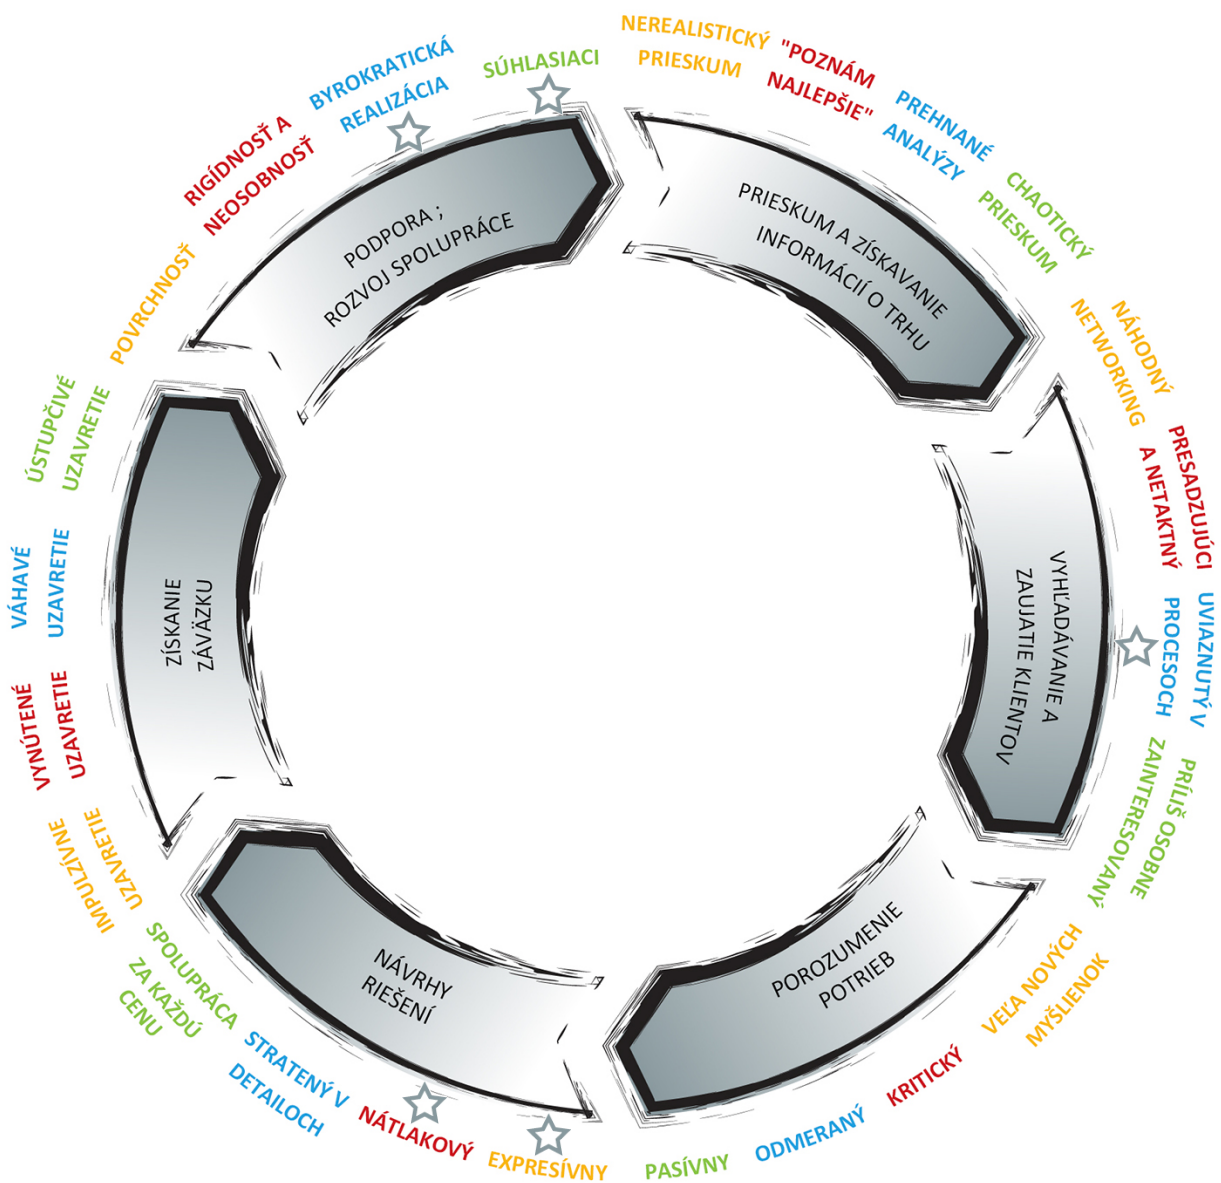 NEREALISTICKÝ
PRIESKUM
"POZNÁM
NAJLEPŠIE"
PREHNANÉ
ANALÝZY
CHAOTICKÝ
PRIESKUM
PRIESKUM A ZÍSKAVANIE
INFORMÁCIÍ O TRHU
NÁHODNÝ
NETWORKING
PRESADZUJÚCI
A NETAKTNÝ
UVIAZNUTÝ V
PROCESOCH
PRÍLIŠ OSOBNE
ZAINTERESOVANÝ
VYHĽADÁVANIE A
ZAUJATIE KLIENTOV
VEĽA NOVÝCH
MYŠLIENOK
KRITICKÝ
ODMERANÝ
PASÍVNY
POROZUMENIE
POTRIEB
EXPRESÍVNY
NÁTLAKOVÝ
STRATENÝ V
DETAILOCH
SPOLUPRÁCA
ZA KAŽDÚ
CENU
NÁVRHY
RIEŠENÍ
IMPULZÍVNE
UZAVRETIE
VYNÚTENÉ
UZAVRETIE
VÁHAVÉ
UZAVRETIE
ÚSTUPČIVÉ
UZAVRETIE
ZÍSKANIE
ZÁVÄZKU
POVRCHNOSŤ
RIGÍDNOSŤ A
NEOSOBNOSŤ
BYROKRATICKÁ
REALIZÁCIA
SÚHLASIACI
PODPORA ;
ROZVOJ SPOLUPRÁCE